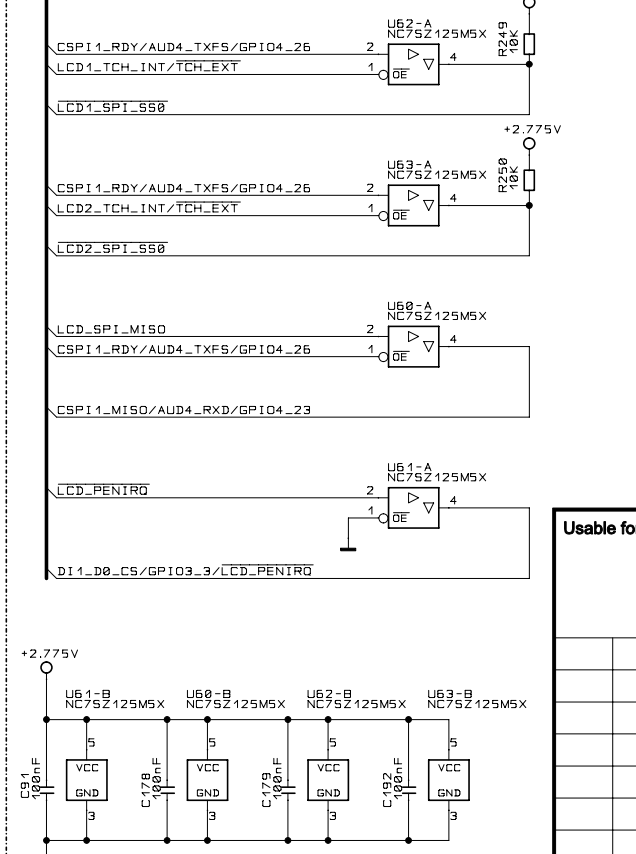 U62-A
NC7SZ125M5X
R249
10K
CSPI1_RDY/AUD4_TXFS/GPIO4_26
2
4
LCD1_TCH_INT/TCH_EXT
1
OE
LCD1_SPI_SS0
+2.775V
U63-A
NC7SZ125M5X
R250
10K
CSPI1_RDY/AUD4_TXFS/GPIO4_26
2
4
LCD2_TCH_INT/TCH_EXT
1
OE
LCD2_SPI_SS0
U60-A
NC7SZ125M5X
LCD_SPI_MISO
2
4
CSPI1_RDY/AUD4_TXFS/GPIO4_26
1
OE
CSPI1_MISO/AUD4_RXD/GPIO4_23
U61-A
NC7SZ125M5X
LCD_PENIRQ
2
4
1
OE
Usable fo
DI1_D0_CS/GPIO3_3/LCD_PENIRQ
+2.775V
U61-B
NC7SZ125M5X
U60-B
NC7SZ125M5X
U62-B
NC7SZ125M5X
U63-B
NC7SZ125M5X
5
5
5
5
C91
100nF
VCC
GND
C178
100nF
VCC
GND
C179
100nF
VCC
GND
C192
100nF
VCC
GND
3
3
3
3